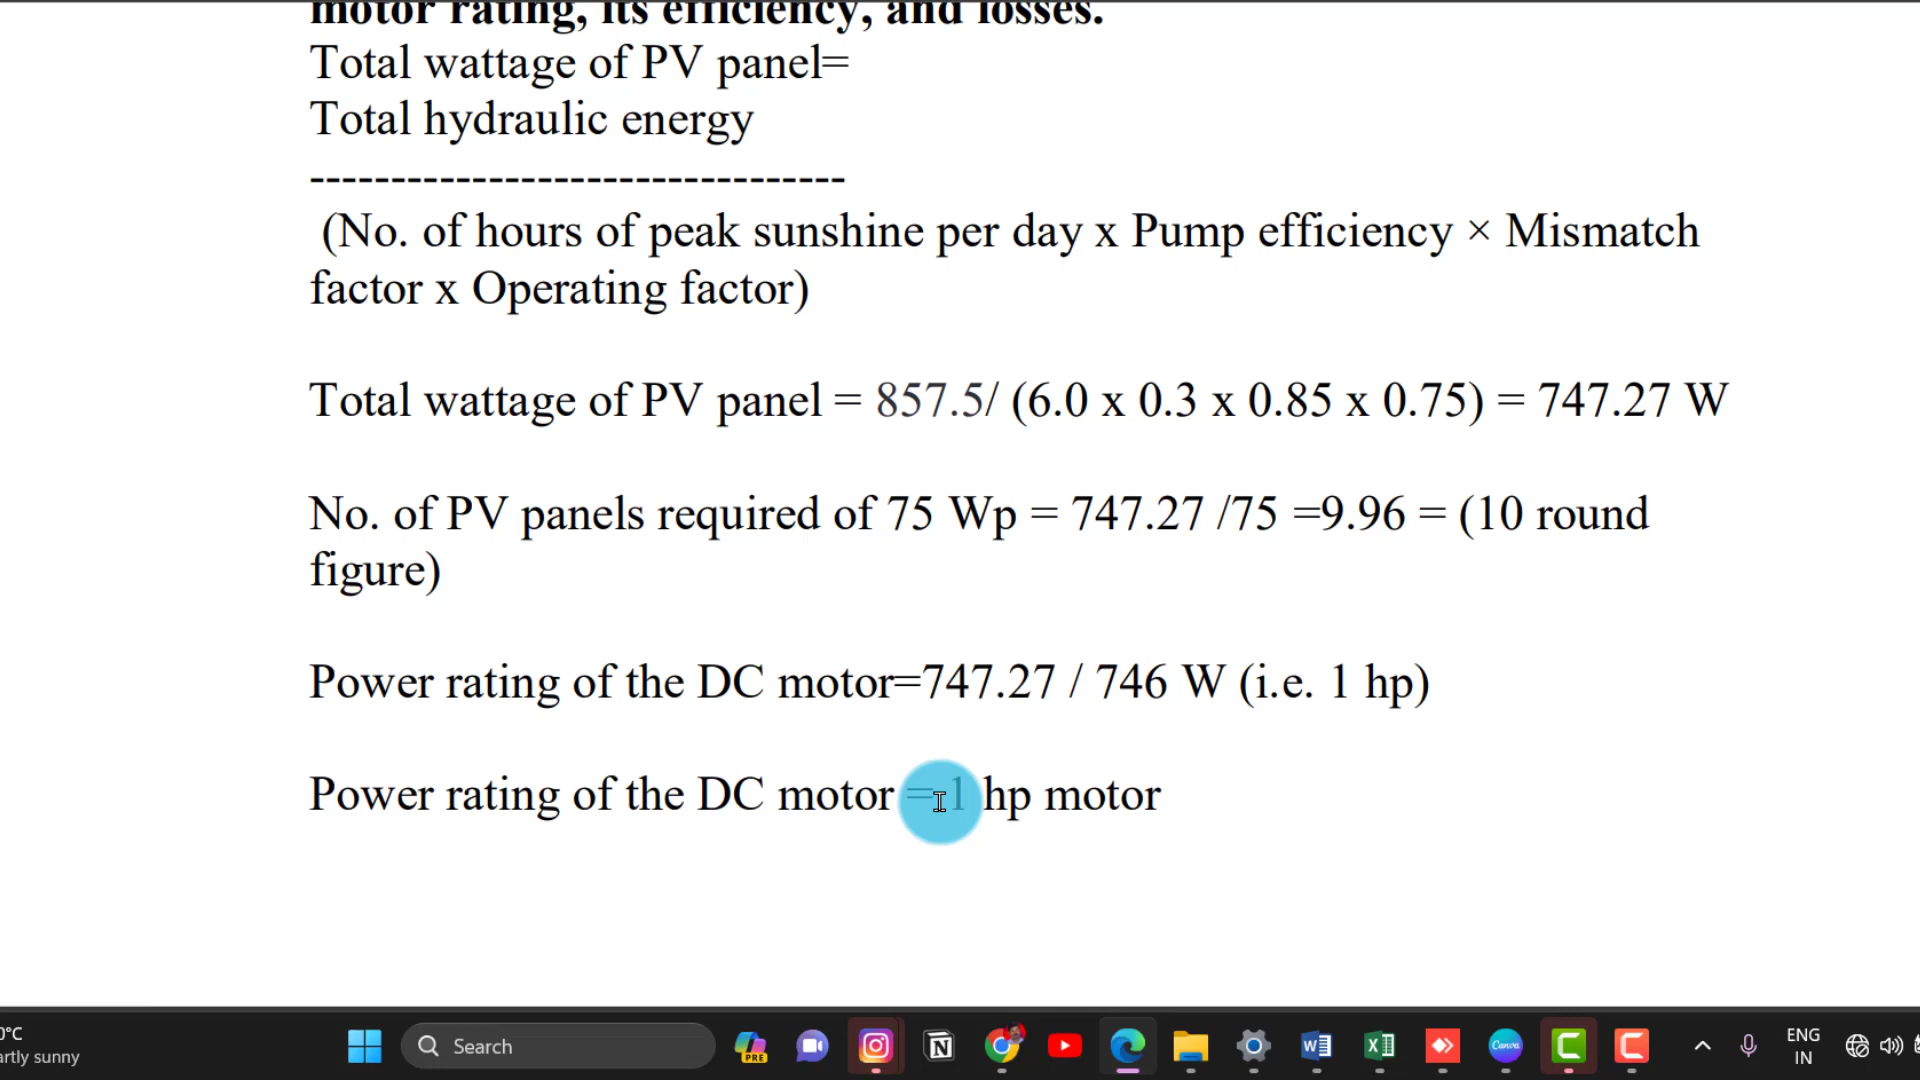 motor rating, its efficiency, and losses.
Total wattage of PV panel=
Total hydraulic energy
---------------------------------
(No. of hours of peak sunshine per day x Pump efficiency × Mismatch
factor x Operating factor)
Total wattage of PV panel = 857.5/ (6.0 x 0.3 x 0.85 x 0.75) = 747.27 W
No. of PV panels required of 75 Wp = 747.27 /75 =9.96 = (10 round
figure)
Power rating of the DC motor=747.27 / 746 W (i.e. 1 hp)
Power rating of the DC motor = 1 hp motor
0°C
artly sunny
Search
PRE
Canva
ENG
IN